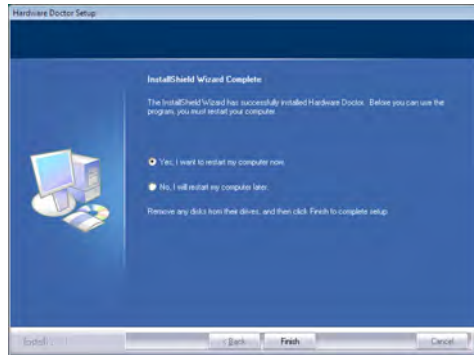 Hardware Doctor Setup
InstallShield Wizard Complete
The InstallShield Wizard has successfully installed Hardware Doctor. Before you can use the
program, you must restart your computer.
Yes, I want to restart my computer now.
No, I will restart my computer later.
Remove any disks from their drives, and then click Finish to complete setup.
< Back
Finish
Cancel